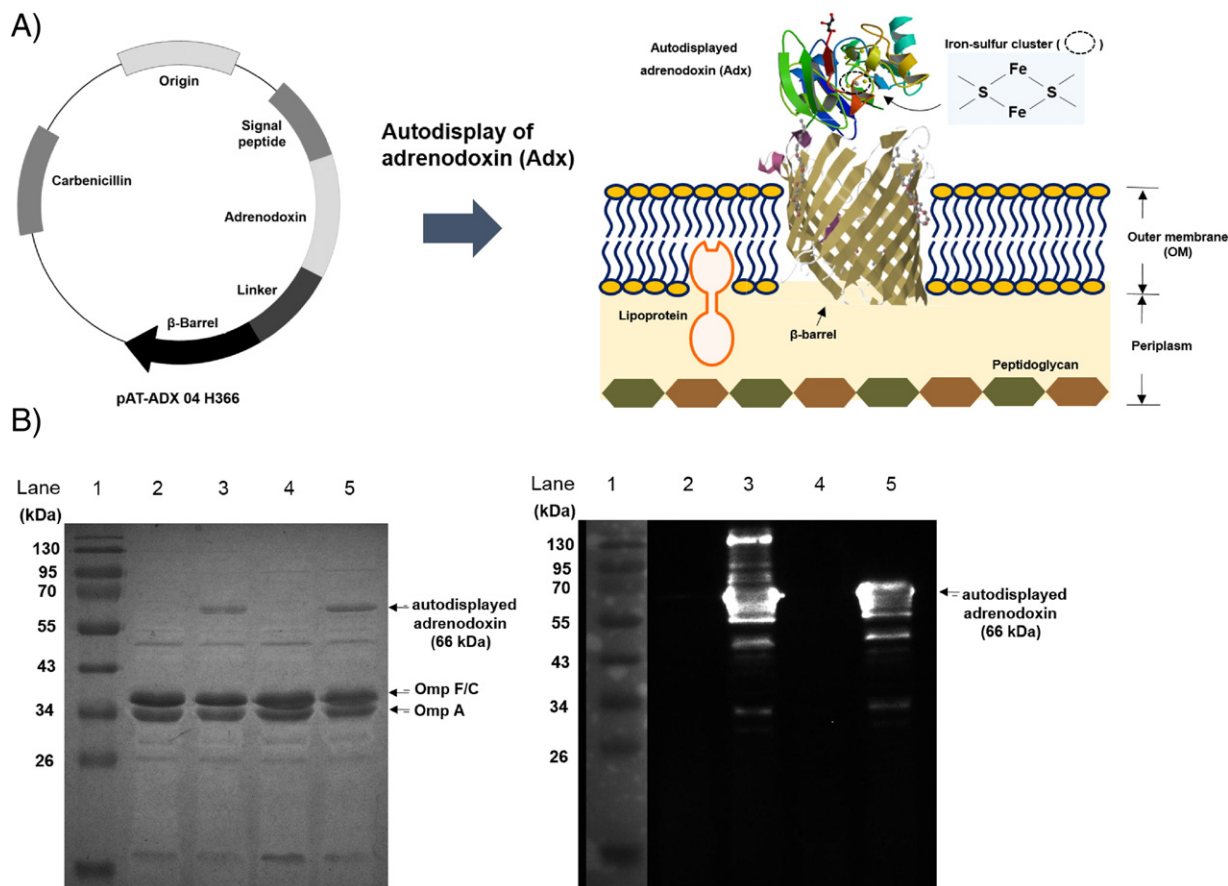 A)
Origin
Signal
peptide
Carbenicillin
Adrenodoxin
Linker
β-Barrel
pAT-ADX 04 H366
Autodisplay of
adrenodoxin (Adx)
Autodisplayed
adrenodoxin (Adx)
Iron-sulfur cluster ( )
Fe
S
S
Fe
Outer membrane
(OM)
Lipoprotein
β-barrel
Periplasm
Peptidoglycan
B)
Lane 1 2 3 4 5
(kDa)
130
95
70
55
43
34
26
autodisplayed
adrenodoxin
(66 kDa)
Omp F/C
Omp A
Lane 1 2 3 4 5
(kDa)
130
95
70
55
43
34
26
autodisplayed
adrenodoxin
(66 kDa)